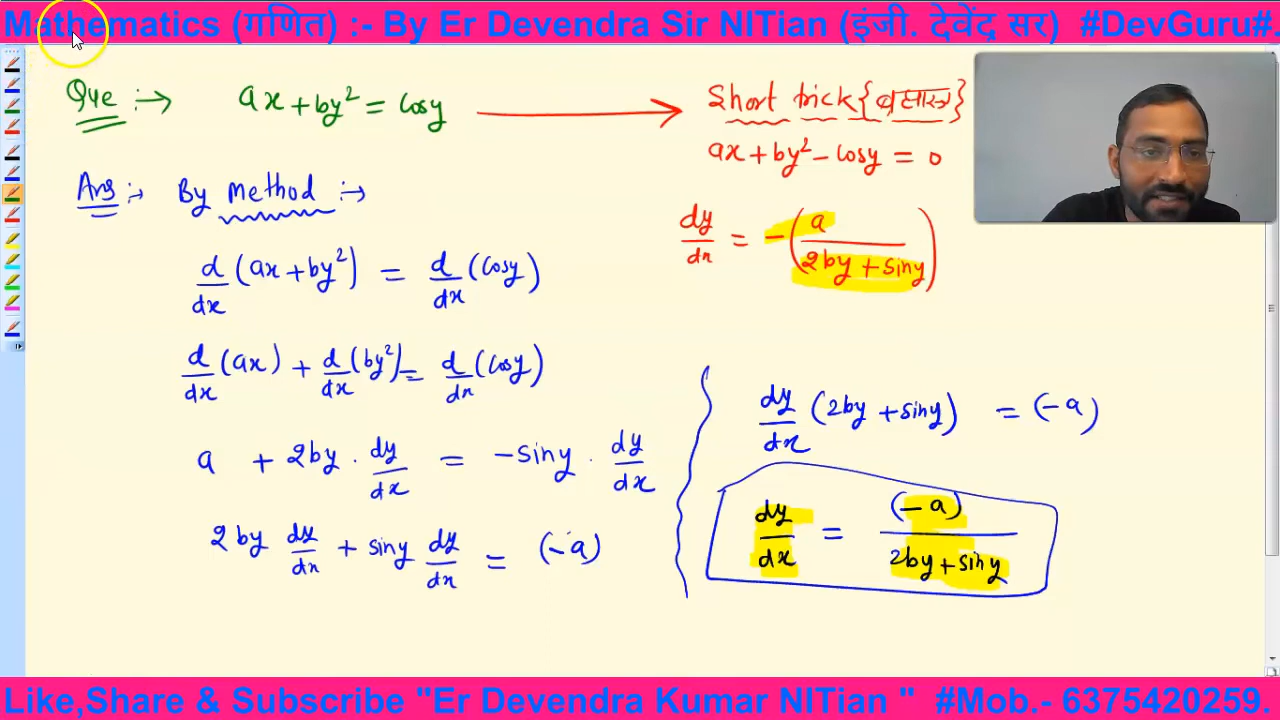 Mathematics (गणित) :- By Er Devendra Sir NITian (इंजी. देवेंद्र सर) #DevGuru#.
Que :→ ax + by² = cosy
Ans :→ By Method :→
d/dx (ax + by²) = d/dx (cosy)
d/dx (ax) + d/dx (by²) = d/dx (cosy)
a + 2by · dy/dx = -siny · dy/dx
2by dy/dx + siny dy/dx = (-a)
Short trick {ब्रह्मास्त्र}
ax + by² - cosy = 0
dy/dx = -(a/2by + siny)
dy/dx (2by + siny) = (-a)
dy/dx = (-a)/2by + siny
Like,Share & Subscribe "Er Devendra Kumar NITian " #Mob.- 6375420259.